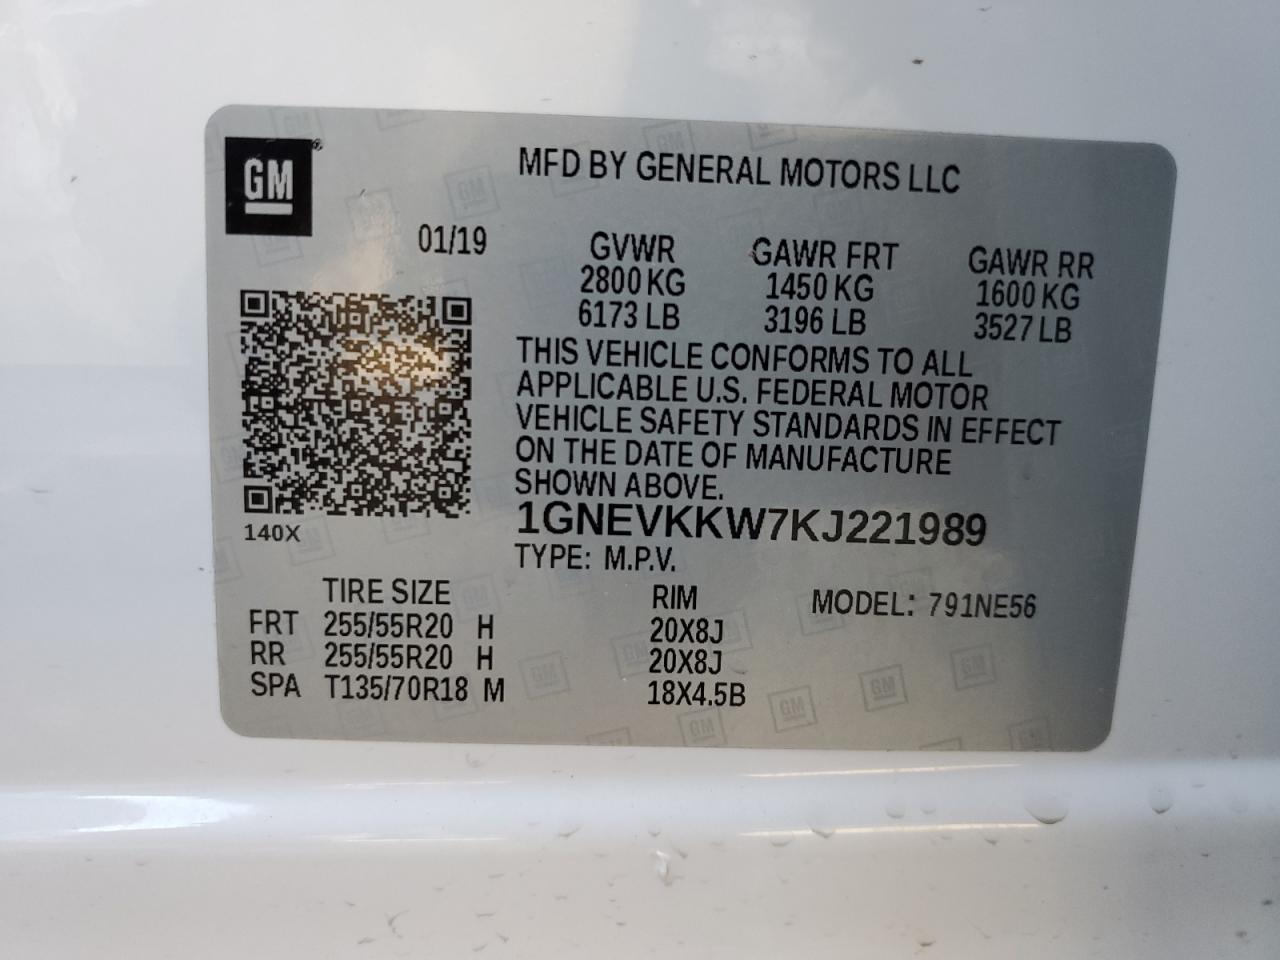 GM
MFD BY GENERAL MOTORS LLC
01/19
GVWR GAWR FRT GAWR RR
2800 KG 1450 KG 1600 KG
6173 LB 3196 LB 3527 LB
THIS VEHICLE CONFORMS TO ALL
APPLICABLE U.S. FEDERAL MOTOR
VEHICLE SAFETY STANDARDS IN EFFECT
ON THE DATE OF MANUFACTURE
SHOWN ABOVE.
1GNEVKKW7KJ221989
140X
TYPE: M.P.V.
TIRE SIZE RIM MODEL: 791NE56
FRT 255/55R20 H 20X8J
RR 255/55R20 H 20X8J
SPA T135/70R18 M 18X4.5B